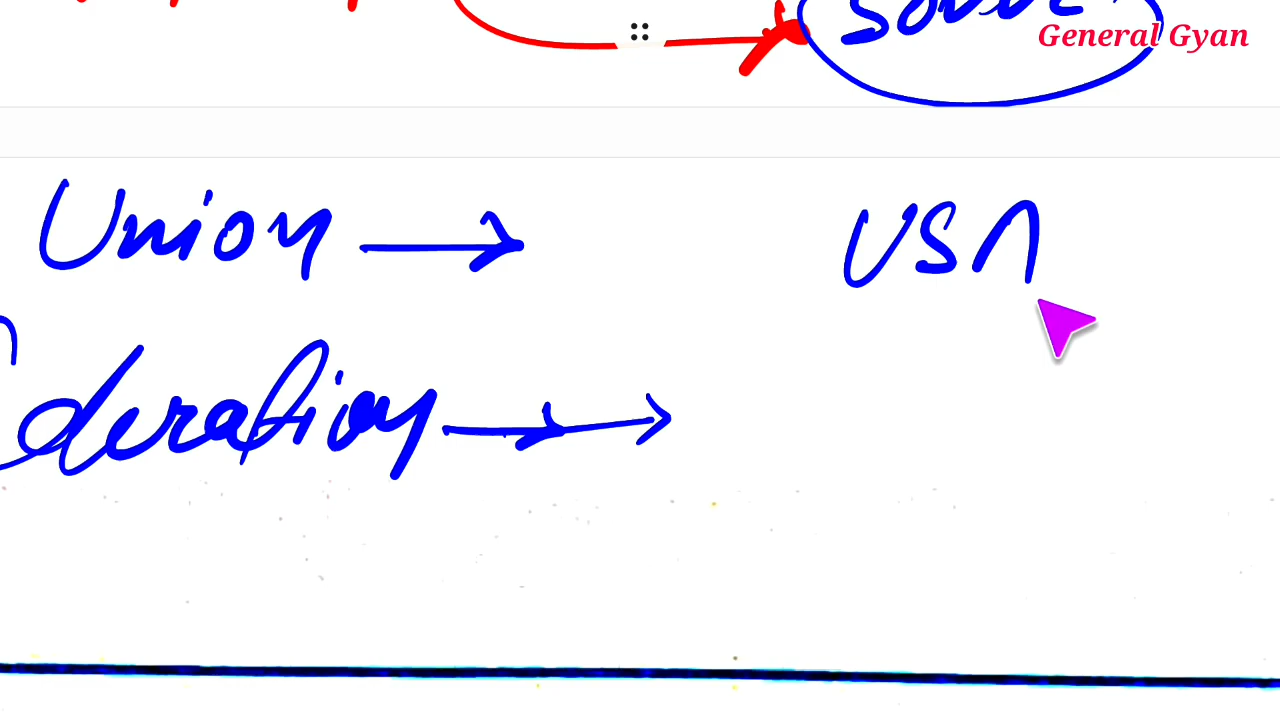 General Gyan
Union → USA
deration →